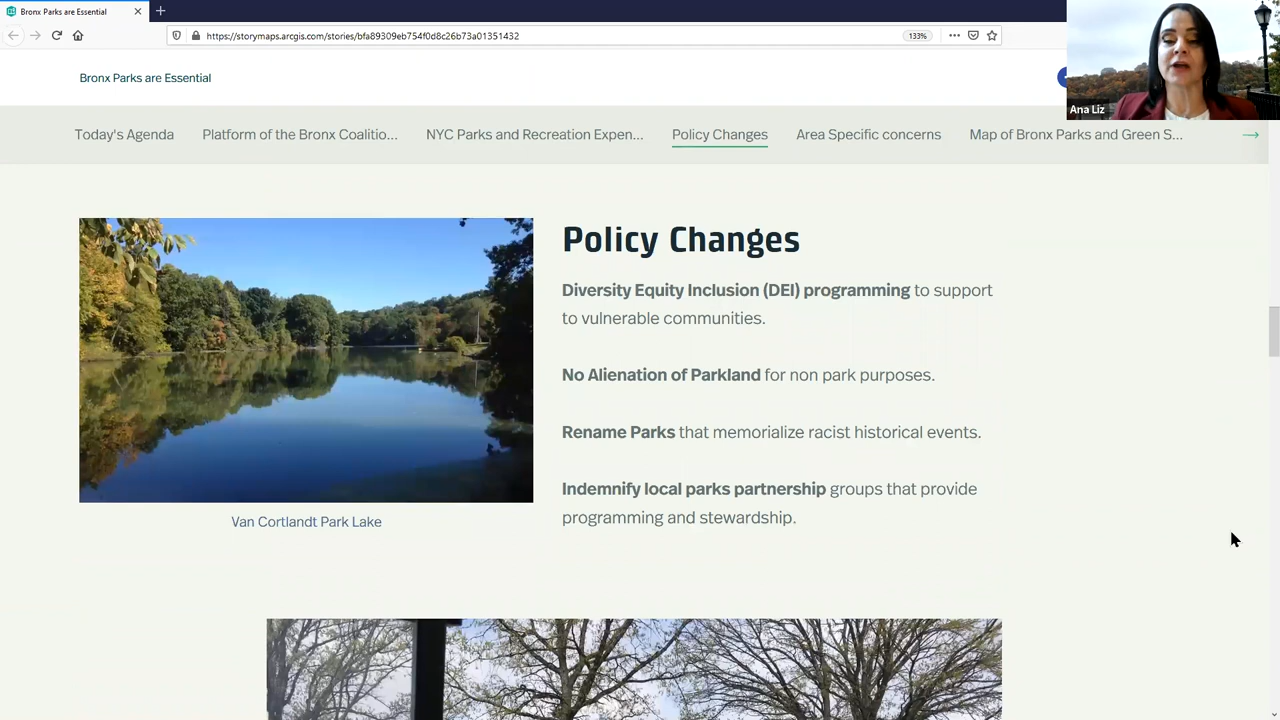 Bronx Parks are Essential
https://storymaps.arcgis.com/stories/bfa89309eb754f0d8c26b73a01351432
133%
Ana Liz
Bronx Parks are Essential
Today's Agenda
Platform of the Bronx Coalitio...
NYC Parks and Recreation Expen...
Policy Changes
Area Specific concerns
Map of Bronx Parks and Green S...
Policy Changes
Diversity Equity Inclusion (DEI) programming to support
to vulnerable communities.
No Alienation of Parkland for non park purposes.
Rename Parks that memorialize racist historical events.
Indemnify local parks partnership groups that provide
programming and stewardship.
Van Cortlandt Park Lake